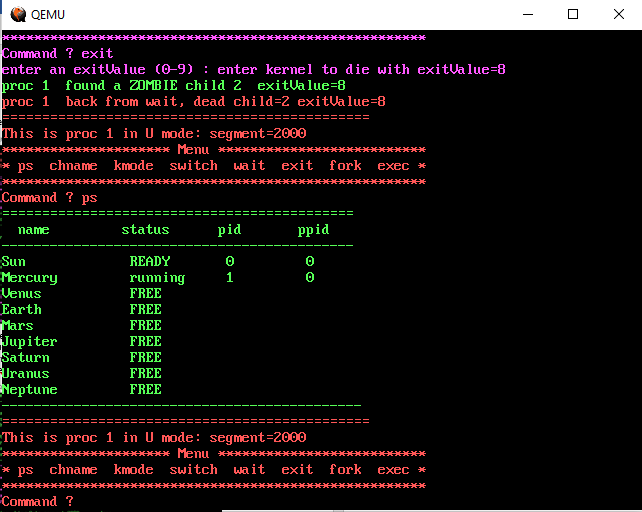 QEMU
****************************************************
Command ? exit
enter an exitValue (0-9) : enter kernel to die with exitValue=8
proc 1  found a ZOMBIE child 2  exitValue=8
proc 1  back from wait, dead child=2 exitValue=8
==============================================
This is proc 1 in U mode: segment=2000
********************* Menu **************************
* ps  chname  kmode  switch  wait  exit  fork  exec *
*****************************************************
Command ? ps
============================================
  name         status      pid       ppid
--------------------------------------------
Sun             READY       0         0
Mercury         running     1         0
Venus           FREE
Earth           FREE
Mars            FREE
Jupiter         FREE
Saturn          FREE
Uranus          FREE
Neptune         FREE
---------------------------------------------
==============================================
This is proc 1 in U mode: segment=2000
********************* Menu **************************
* ps  chname  kmode  switch  wait  exit  fork  exec *
*****************************************************
Command ?